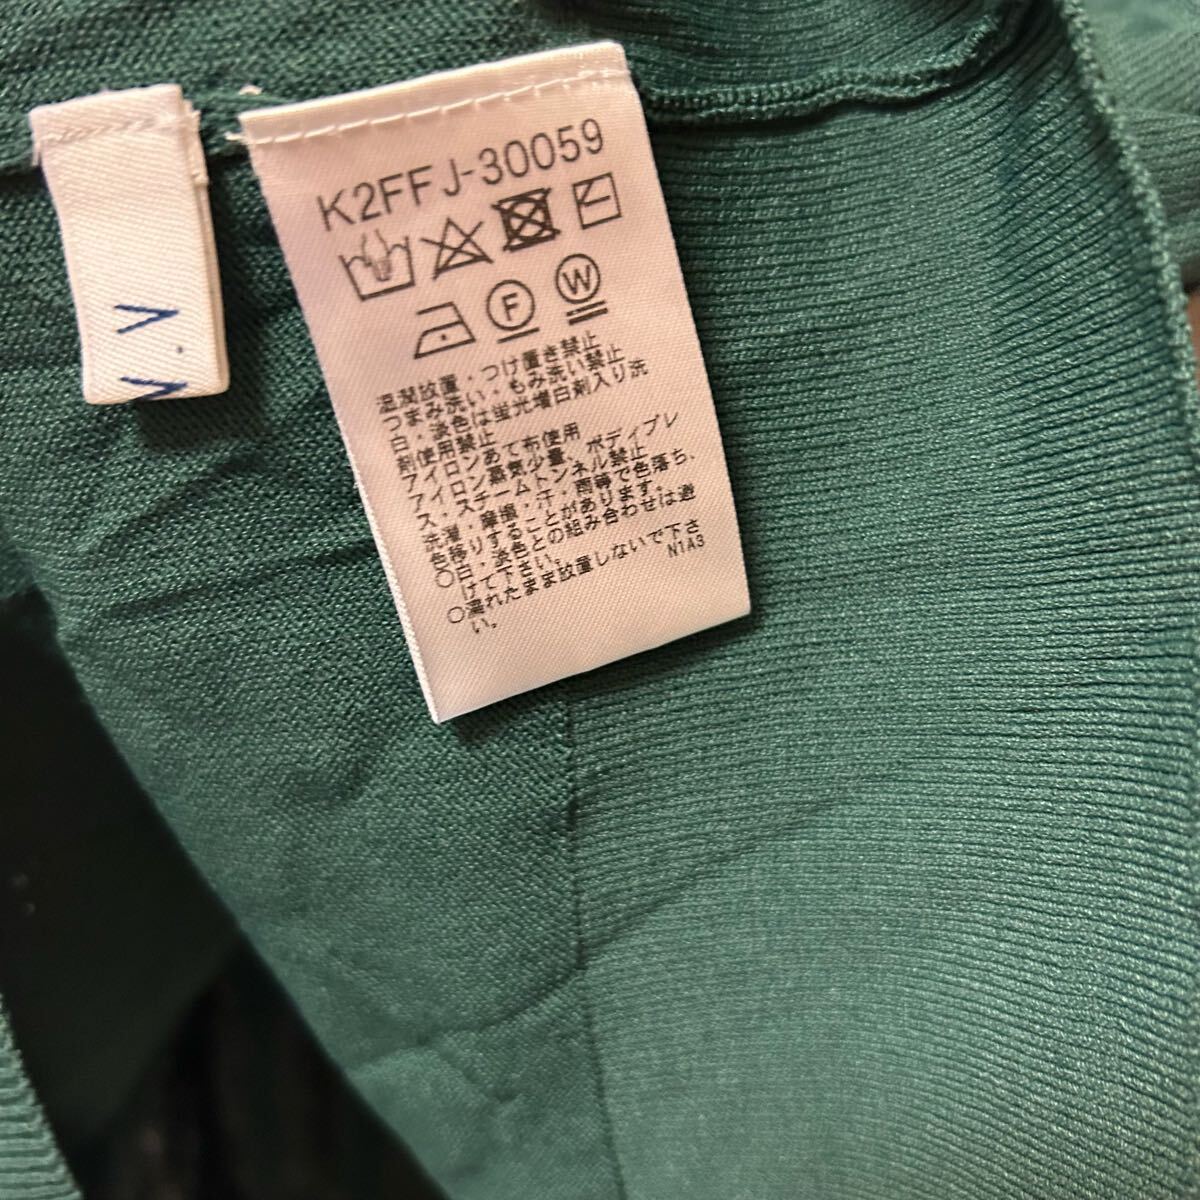 K2FFJ-30059
F
W
温潤放置・つけ置き禁止
つまみ洗い・もみ洗い禁止
白・淡色は蛍光増白剤入り洗
剤使用禁止
アイロンあて布使用
アイロン蒸気少量、ボディプレ
ス・スチームトンネル禁止
洗濯・摩擦・汗・雨等で色落ち、
色移りすることがあります。
○白・淡色との組み合わせは避
けて下さい。
○濡れたまま放置しないで下さ
い。
N1A3